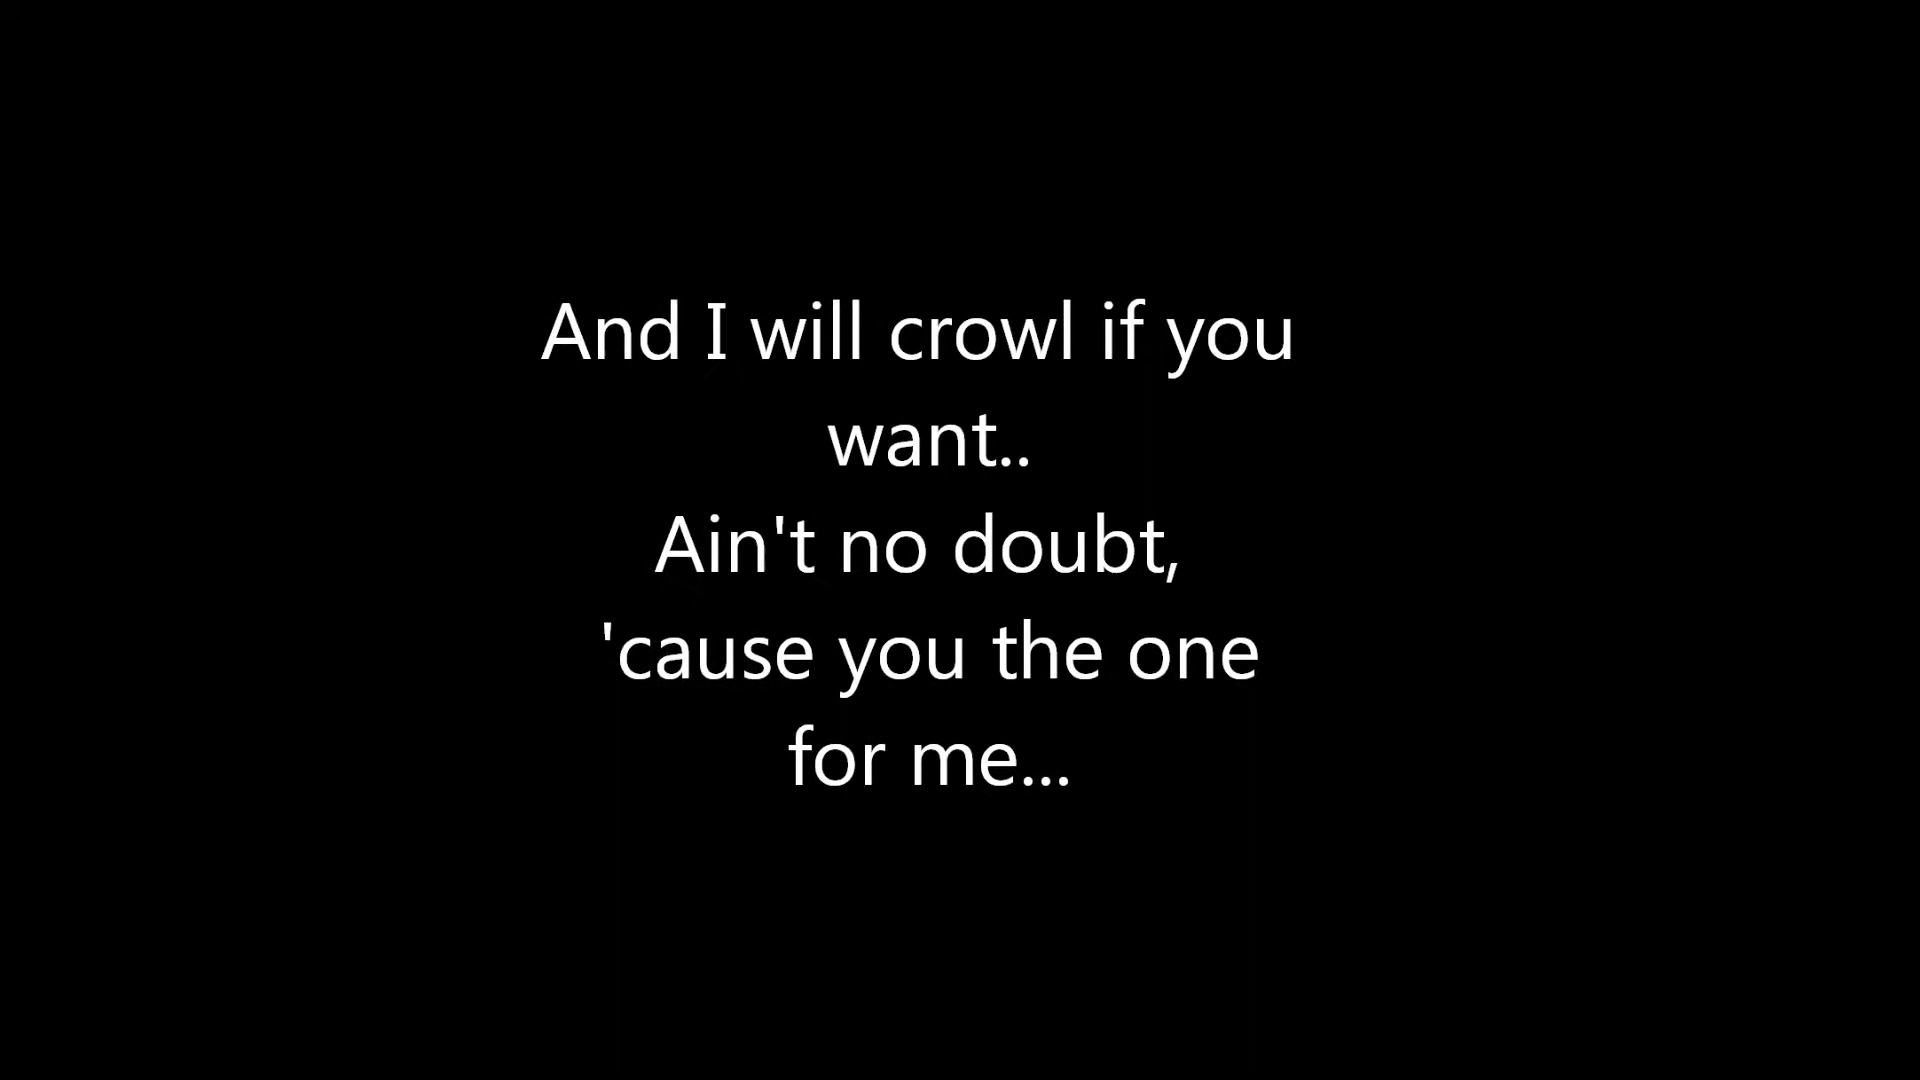 And I will crowl if you
want..
Ain't no doubt,
'cause you the one
for me...